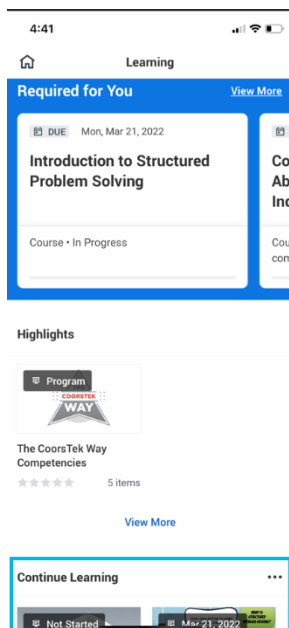 4:41
Learning
Required for You
View More
DUE Mon, Mar 21, 2022
Introduction to Structured
Problem Solving
Course • In Progress
Co
Ab
Inc
Cou
com
Highlights
Program
COORSTEK
WAY
The CoorsTek Way
Competencies
5 items
View More
Continue Learning
Not Started
Mar 21, 2022